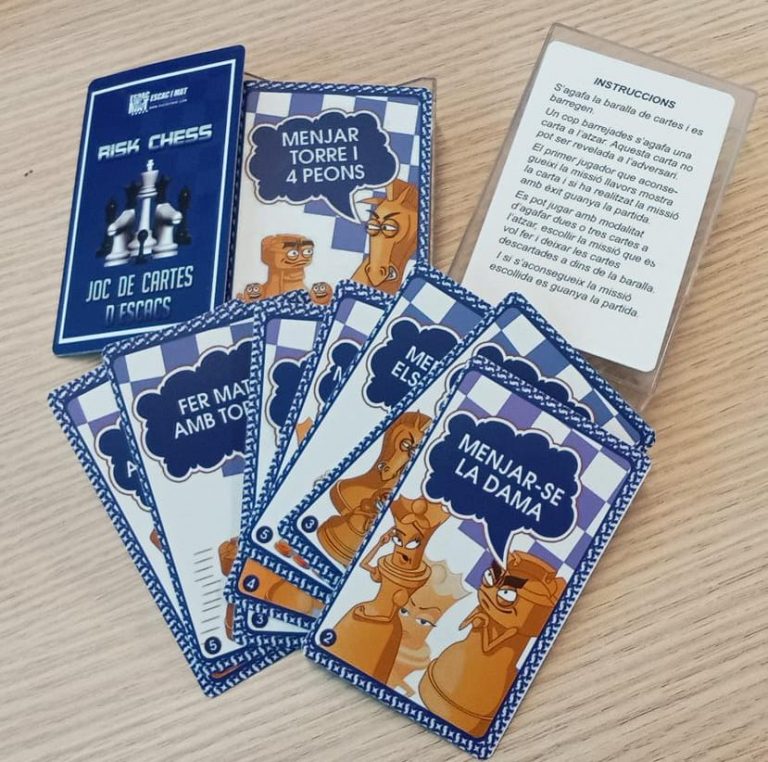 ESCAC I MAT
RISK CHESS
JOC DE CARTES
D'ESCACS
MENJAR
TORRE I
4 PEONS
INSTRUCCIONS
S'agafa la baralla de cartes i es
barregen.
Un cop barrejades s'agafa una
carta a l'atzar. Aquesta carta no
pot ser revelada a l'adversari.
El primer jugador que aconse-
gueixi la missió llavors mostra
la carta i si ha realitzat la missió
amb èxit guanya la partida
Es pot jugar amb modalitat
d'agafar dues o tres cartes a
l'atzar, escollir la missió que es
vol fer i deixar les cartes
descartades a dins de la baralla.
I si s'aconsegueix la missió
escollida es guanya la partida.
FER MAT
AMB
5
ELS
3
5
4
3
MENJAR-SE
LA DAMA
2